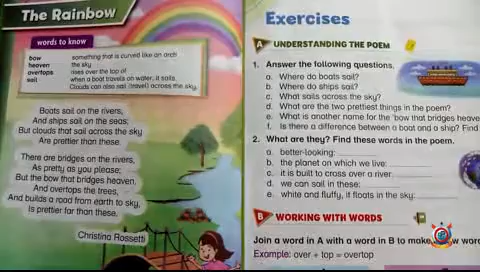 The Rainbow
words to know
bow something that is curved like an arch
heaven the sky
overtops rises over the top of
sail when a boat travels on water, it sails.
Clouds can also sail (travel) across the sky.
Boats sail on the rivers,
And ships sail on the seas;
But clouds that sail across the sky
Are prettier than these.
There are bridges on the rivers,
As pretty as you please;
But the bow that bridges heaven,
And overtops the trees,
And builds a road from earth to sky,
Is prettier far than these.
Christina Rossetti
Exercises
A UNDERSTANDING THE POEM
1. Answer the following questions.
a. Where do boats sail?
b. Where do ships sail?
c. What sails across the sky?
d. What are the two prettiest things in the poem?
e. What is another name for the 'bow that bridges heave
f. Is there a difference between a boat and a ship? Find
2. What are they? Find these words in the poem.
a. better-looking:
b. the planet on which we live:
c. it is built to cross over a river:
d. we can sail in these:
e. white and fluffy, it floats in the sky:
B WORKING WITH WORDS
Join a word in A with a word in B to make w wor
Example: over + top = overtop